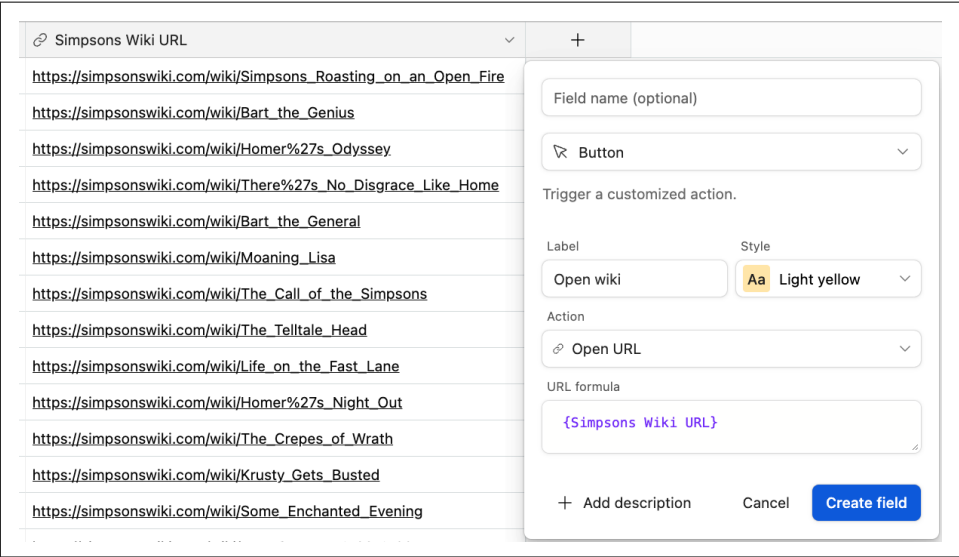 Simpsons Wiki URL
https://simpsonswiki.com/wiki/Simpsons_Roasting_on_an_Open_Fire
https://simpsonswiki.com/wiki/Bart_the_Genius
https://simpsonswiki.com/wiki/Homer%27s_Odyssey
https://simpsonswiki.com/wiki/There%27s_No_Disgrace_Like_Home
https://simpsonswiki.com/wiki/Bart_the_General
https://simpsonswiki.com/wiki/Moaning_Lisa
https://simpsonswiki.com/wiki/The_Call_of_the_Simpsons
https://simpsonswiki.com/wiki/The_Telltale_Head
https://simpsonswiki.com/wiki/Life_on_the_Fast_Lane
https://simpsonswiki.com/wiki/Homer%27s_Night_Out
https://simpsonswiki.com/wiki/The_Crepes_of_Wrath
https://simpsonswiki.com/wiki/Krusty_Gets_Busted
https://simpsonswiki.com/wiki/Some_Enchanted_Evening
Field name (optional)
Button
Trigger a customized action.
Label Style
Open wiki Aa Light yellow
Action
Open URL
URL formula
{Simpsons Wiki URL}
+ Add description Cancel Create field